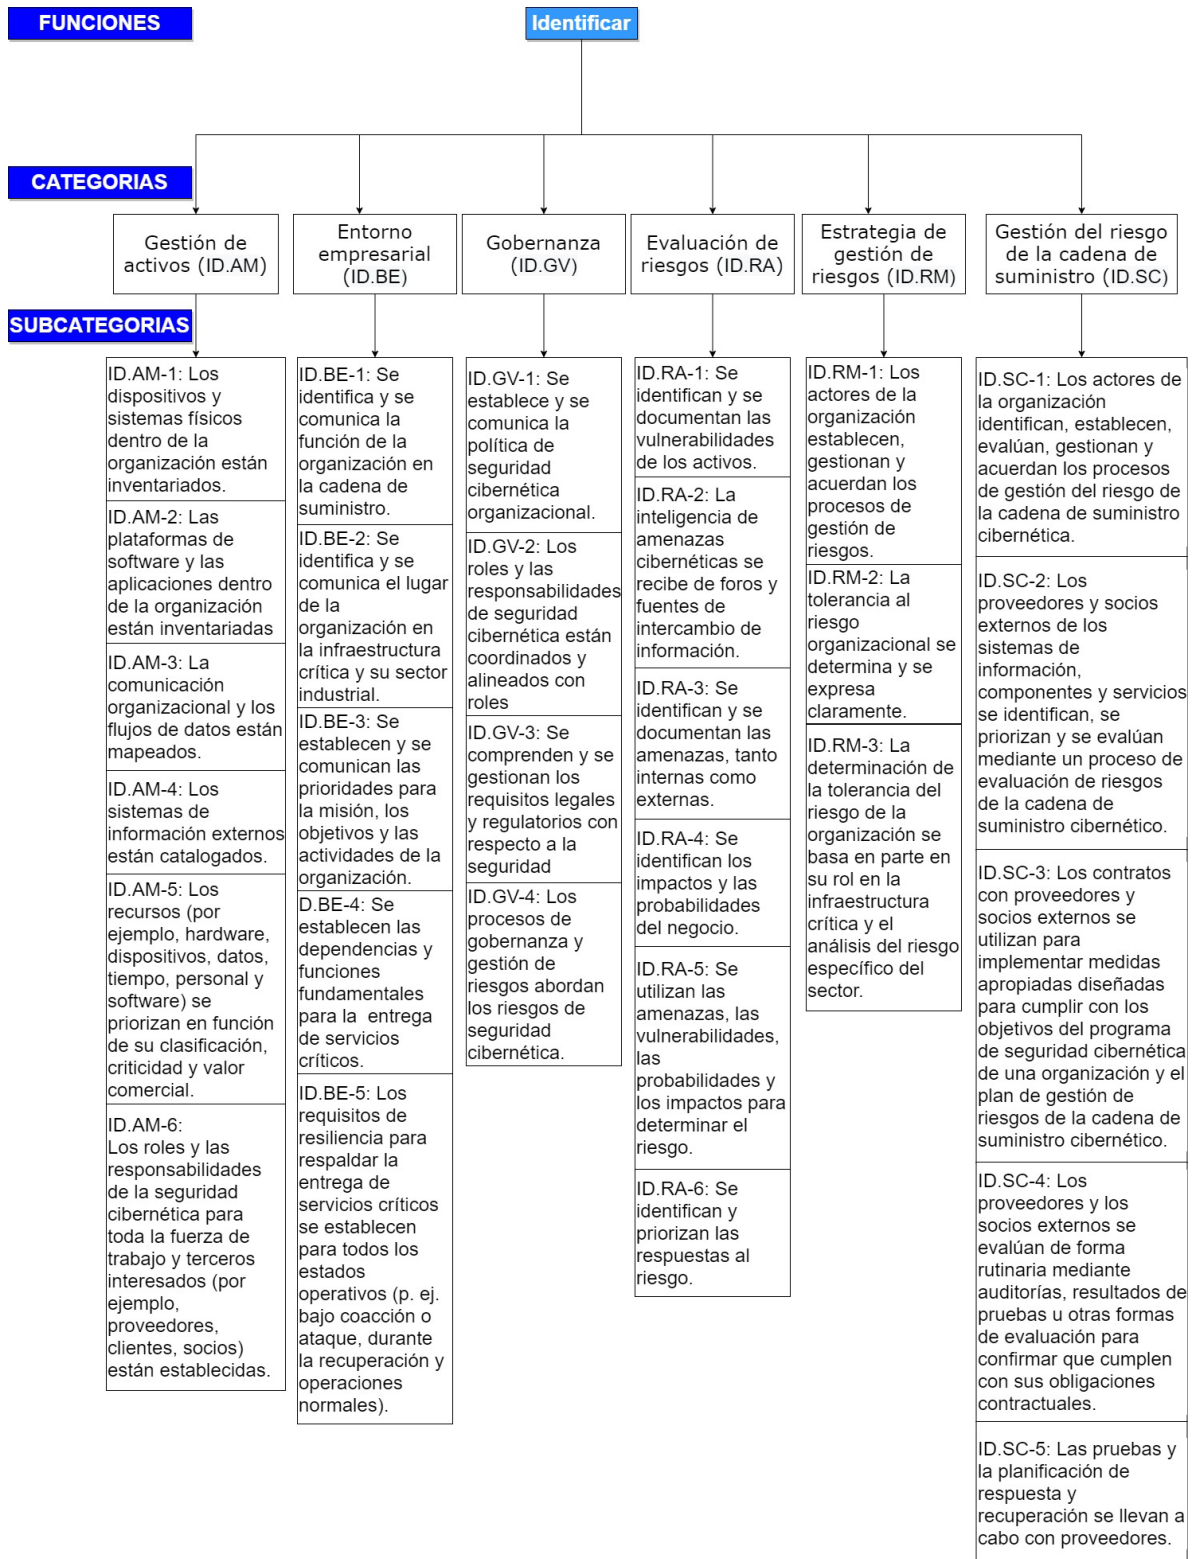 FUNCIONES
Identificar
CATEGORIAS
Gestión de
activos (ID.AM)
Entorno
empresarial
(ID.BE)
Gobernanza
(ID.GV)
Evaluación de
riesgos (ID.RA)
Estrategia de
gestión de
riesgos (ID.RM)
Gestión del riesgo
de la cadena de
suministro (ID.SC)
SUBCATEGORIAS
ID.AM-1: Los
dispositivos y
sistemas físicos
dentro de la
organización están
inventariados.
ID.AM-2: Las
plataformas de
software y las
aplicaciones dentro
de la organización
están inventariadas
ID.AM-3: La
comunicación
organizacional y los
flujos de datos están
mapeados.
ID.AM-4: Los
sistemas de
información externos
están catalogados.
ID.AM-5: Los
recursos (por
ejemplo, hardware,
dispositivos, datos,
tiempo, personal y
software) se
priorizan en función
de su clasificación,
criticidad y valor
comercial.
ID.AM-6:
Los roles y las
responsabilidades
de la seguridad
cibernética para
toda la fuerza de
trabajo y terceros
interesados (por
ejemplo,
proveedores,
clientes, socios)
están establecidas.
ID.BE-1: Se
identifica y se
comunica la
función de la
organización en
la cadena de
suministro.
ID.BE-2: Se
identifica y se
comunica el lugar
de la
organización en
la infraestructura
crítica y su sector
industrial.
ID.BE-3: Se
establecen y se
comunican las
prioridades para
la misión, los
objetivos y las
actividades de la
organización.
D.BE-4: Se
establecen las
dependencias y
funciones
fundamentales
para la entrega
de servicios
críticos.
ID.BE-5: Los
requisitos de
resiliencia para
respaldar la
entrega de
servicios críticos
se establecen
para todos los
estados
operativos (p. ej.
bajo coacción o
ataque, durante
la recuperación y
operaciones
normales).
ID.GV-1: Se
establece y se
comunica la
política de
seguridad
cibernética
organizacional.
ID.GV-2: Los
roles y las
responsabilidades
de seguridad
cibernética están
coordinados y
alineados con
roles
ID.GV-3: Se
comprenden y se
gestionan los
requisitos legales
y regulatorios con
respecto a la
seguridad
ID.GV-4: Los
procesos de
gobernanza y
gestión de
riesgos abordan
los riesgos de
seguridad
cibernética.
ID.RA-1: Se
identifican y se
documentan las
vulnerabilidades
de los activos.
ID.RA-2: La
inteligencia de
amenazas
cibernéticas se
recibe de foros y
fuentes de
intercambio de
información.
ID.RA-3: Se
identifican y se
documentan las
amenazas, tanto
internas como
externas.
ID.RA-4: Se
identifican los
impactos y las
probabilidades
del negocio.
ID.RA-5: Se
utilizan las
amenazas, las
vulnerabilidades,
las
probabilidades y
los impactos para
determinar el
riesgo.
ID.RA-6: Se
identifican y
priorizan las
respuestas al
riesgo.
ID.RM-1: Los
actores de la
organización
establecen,
gestionan y
acuerdan los
procesos de
gestión de
riesgos.
ID.RM-2: La
tolerancia al
riesgo
organizacional se
determina y se
expresa
claramente.
ID.RM-3: La
determinación de
la tolerancia del
riesgo de la
organización se
basa en parte en
su rol en la
infraestructura
crítica y el
análisis del riesgo
específico del
sector.
ID.SC-1: Los actores de
la organización
identifican, establecen,
evalúan, gestionan y
acuerdan los procesos
de gestión del riesgo de
la cadena de suministro
cibernética.
ID.SC-2: Los
proveedores y socios
externos de los
sistemas de
información,
componentes y servicios
se identifican, se
priorizan y se evalúan
mediante un proceso de
evaluación de riesgos
de la cadena de
suministro cibernético.
ID.SC-3: Los contratos
con proveedores y
socios externos se
utilizan para
implementar medidas
apropiadas diseñadas
para cumplir con los
objetivos del programa
de seguridad cibernética
de una organización y el
plan de gestión de
riesgos de la cadena de
suministro cibernético.
ID.SC-4: Los
proveedores y los
socios externos se
evalúan de forma
rutinaria mediante
auditorías, resultados de
pruebas u otras formas
de evaluación para
confirmar que cumplen
con sus obligaciones
contractuales.
ID.SC-5: Las pruebas y
la planificación de
respuesta y
recuperación se llevan a
cabo con proveedores.